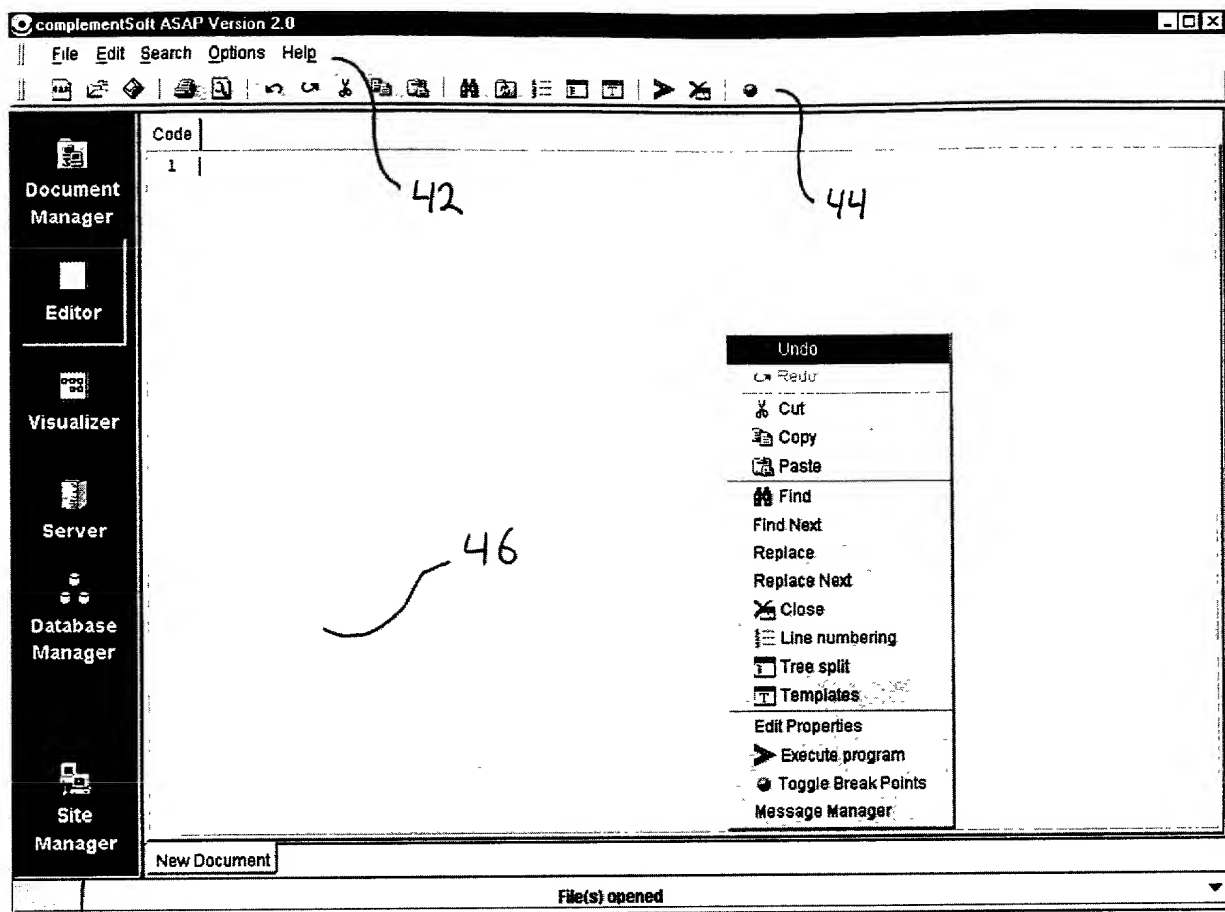 complementSoft ASAP Version 2.0
File Edit Search Options Help
42
44
Document
Manager
Editor
Visualizer
Server
Database
Manager
Site
Manager
Code
1
46
Undo
Redo
Cut
Copy
Paste
Find
Find Next
Replace
Replace Next
Close
Line numbering
Tree split
Templates
Edit Properties
Execute program
Toggle Break Points
Message Manager
New Document
File(s) opened